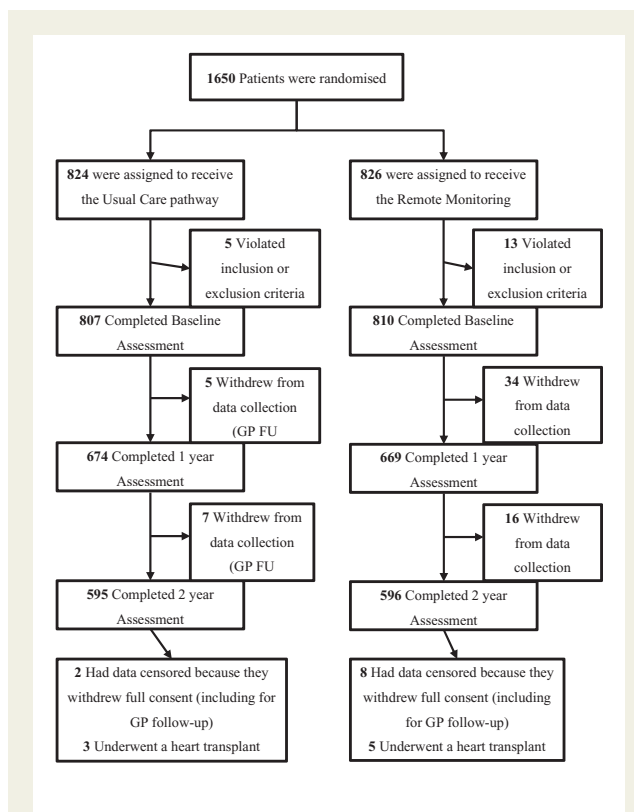 1650 Patients were randomised
824 were assigned to receive
the Usual Care pathway
826 were assigned to receive
the Remote Monitoring
5 Violated
inclusion or
exclusion criteria
13 Violated
inclusion or
exclusion criteria
807 Completed Baseline
Assessment
810 Completed Baseline
Assessment
5 Withdrew from
data collection
(GP FU
34 Withdrew
from data
collection
674 Completed 1 year
Assessment
669 Completed 1 year
Assessment
7 Withdrew from
data collection
(GP FU
16 Withdrew
from data
collection
595 Completed 2 year
Assessment
596 Completed 2 year
Assessment
2 Had data censored because they
withdrew full consent (including for
GP follow-up)
3 Underwent a heart transplant
8 Had data censored because they
withdrew full consent (including
for GP follow-up)
5 Underwent a heart transplant